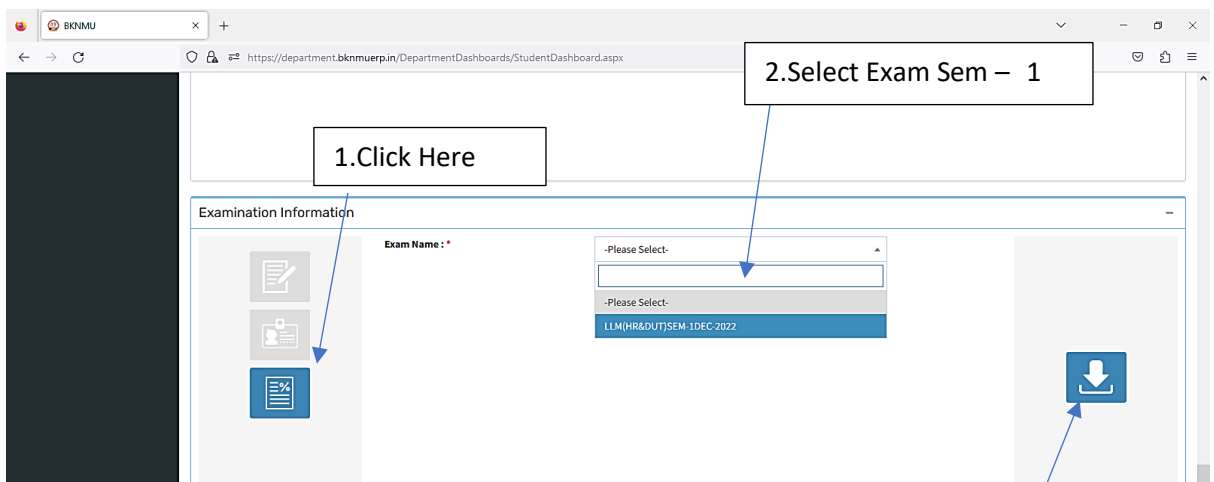 BKNMU
https://department.bknmuerp.in/DepartmentDashboards/StudentDashboard.aspx
2.Select Exam Sem – 1
1.Click Here
Examination Information
Exam Name : *
-Please Select-
-Please Select-
LLM(HR&DUT)SEM-1DEC-2022